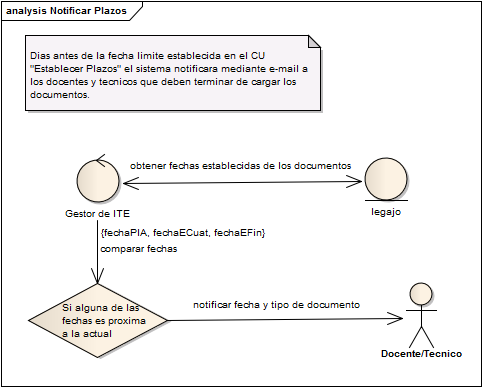 analysis Notificar Plazos
Dias antes de la fecha limite establecida en el CU
"Establecer Plazos" el sistema notificara mediante e-mail a
los docentes y tecnicos que deben terminar de cargar los
documentos.
obtener fechas establecidas de los documentos
Gestor de ITE
legajo
{fechaPIA, fechaECuat, fechaEFin}
comparar fechas
Si alguna de las
fechas es proxima
a la actual
notificar fecha y tipo de documento
Docente/Tecnico